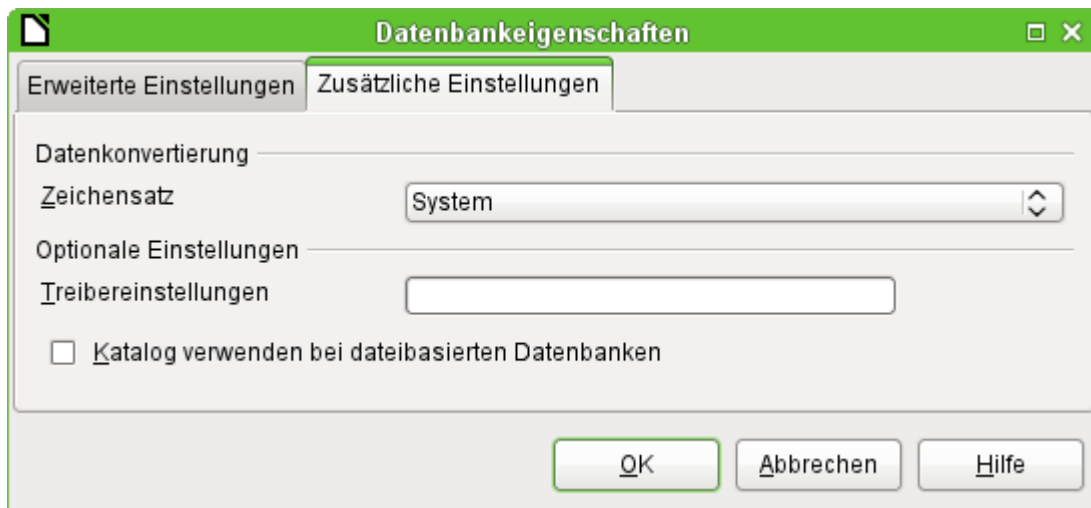 Datenbankeigenschaften
Erweiterte Einstellungen Zusätzliche Einstellungen
Datenkonvertierung
Zeichensatz System
Optionale Einstellungen
Treibereinstellungen
Katalog verwenden bei dateibasierten Datenbanken
OK Abbrechen Hilfe